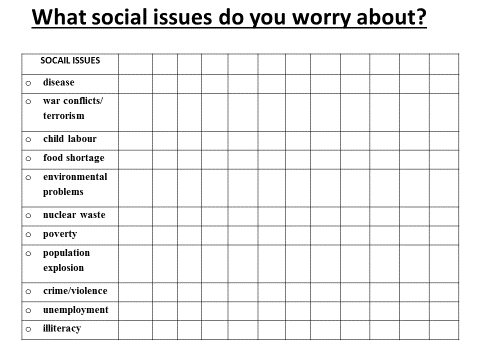 What social issues do you worry about?
SOCAIL ISSUES
o disease
o war conflicts/
terrorism
o child labour
o food shortage
o environmental
problems
o nuclear waste
o poverty
o population
explosion
o crime/violence
o unemployment
o illiteracy